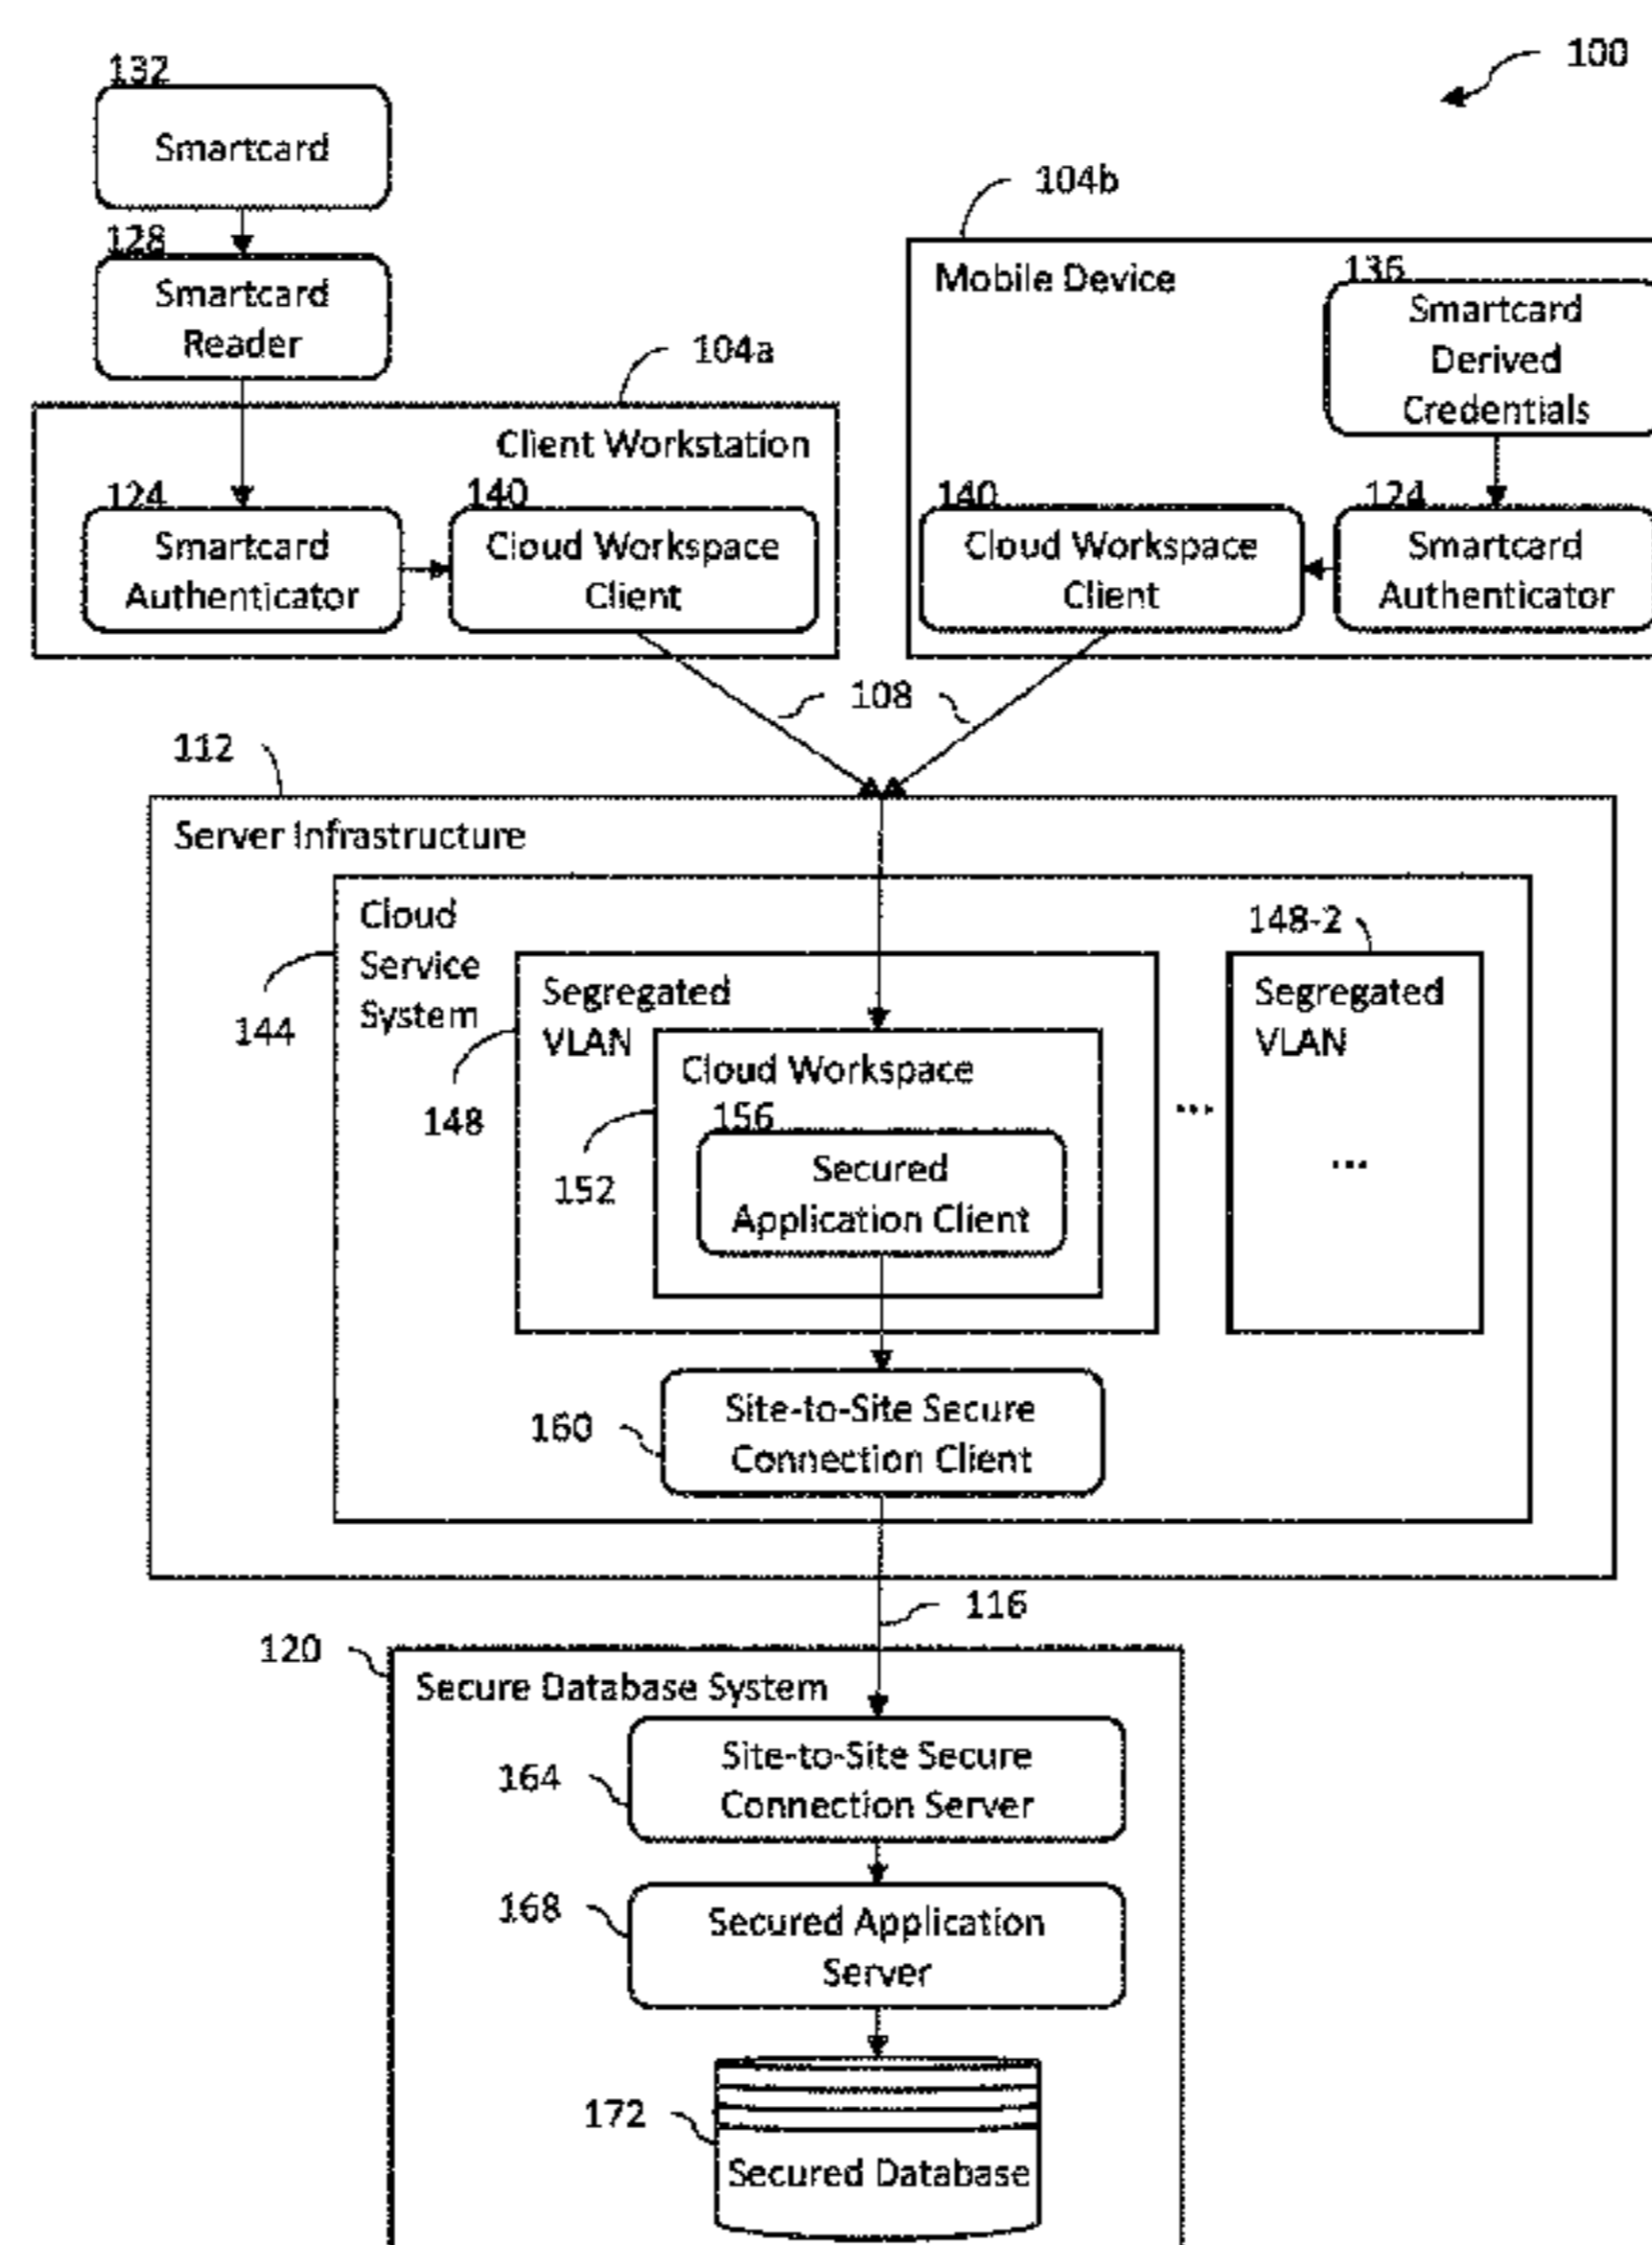 100
132
Smartcard
128
Smartcard
Reader
104b
Mobile Device
136
Smartcard
Derived
Credentials
104a
Client Workstation
124
Smartcard
Authenticator
140
Cloud Workspace
Client
140
Cloud Workspace
Client
124
Smartcard
Authenticator
108
112
Server Infrastructure
Cloud
Service
System
144
148-2
Segregated
VLAN
148
Cloud Workspace
152
156
Secured
Application Client
...
Segregated
VLAN
...
160
Site-to-Site Secure
Connection Client
116
120
Secure Database System
164
Site-to-Site Secure
Connection Server
168
Secured Application
Server
172
Secured Database